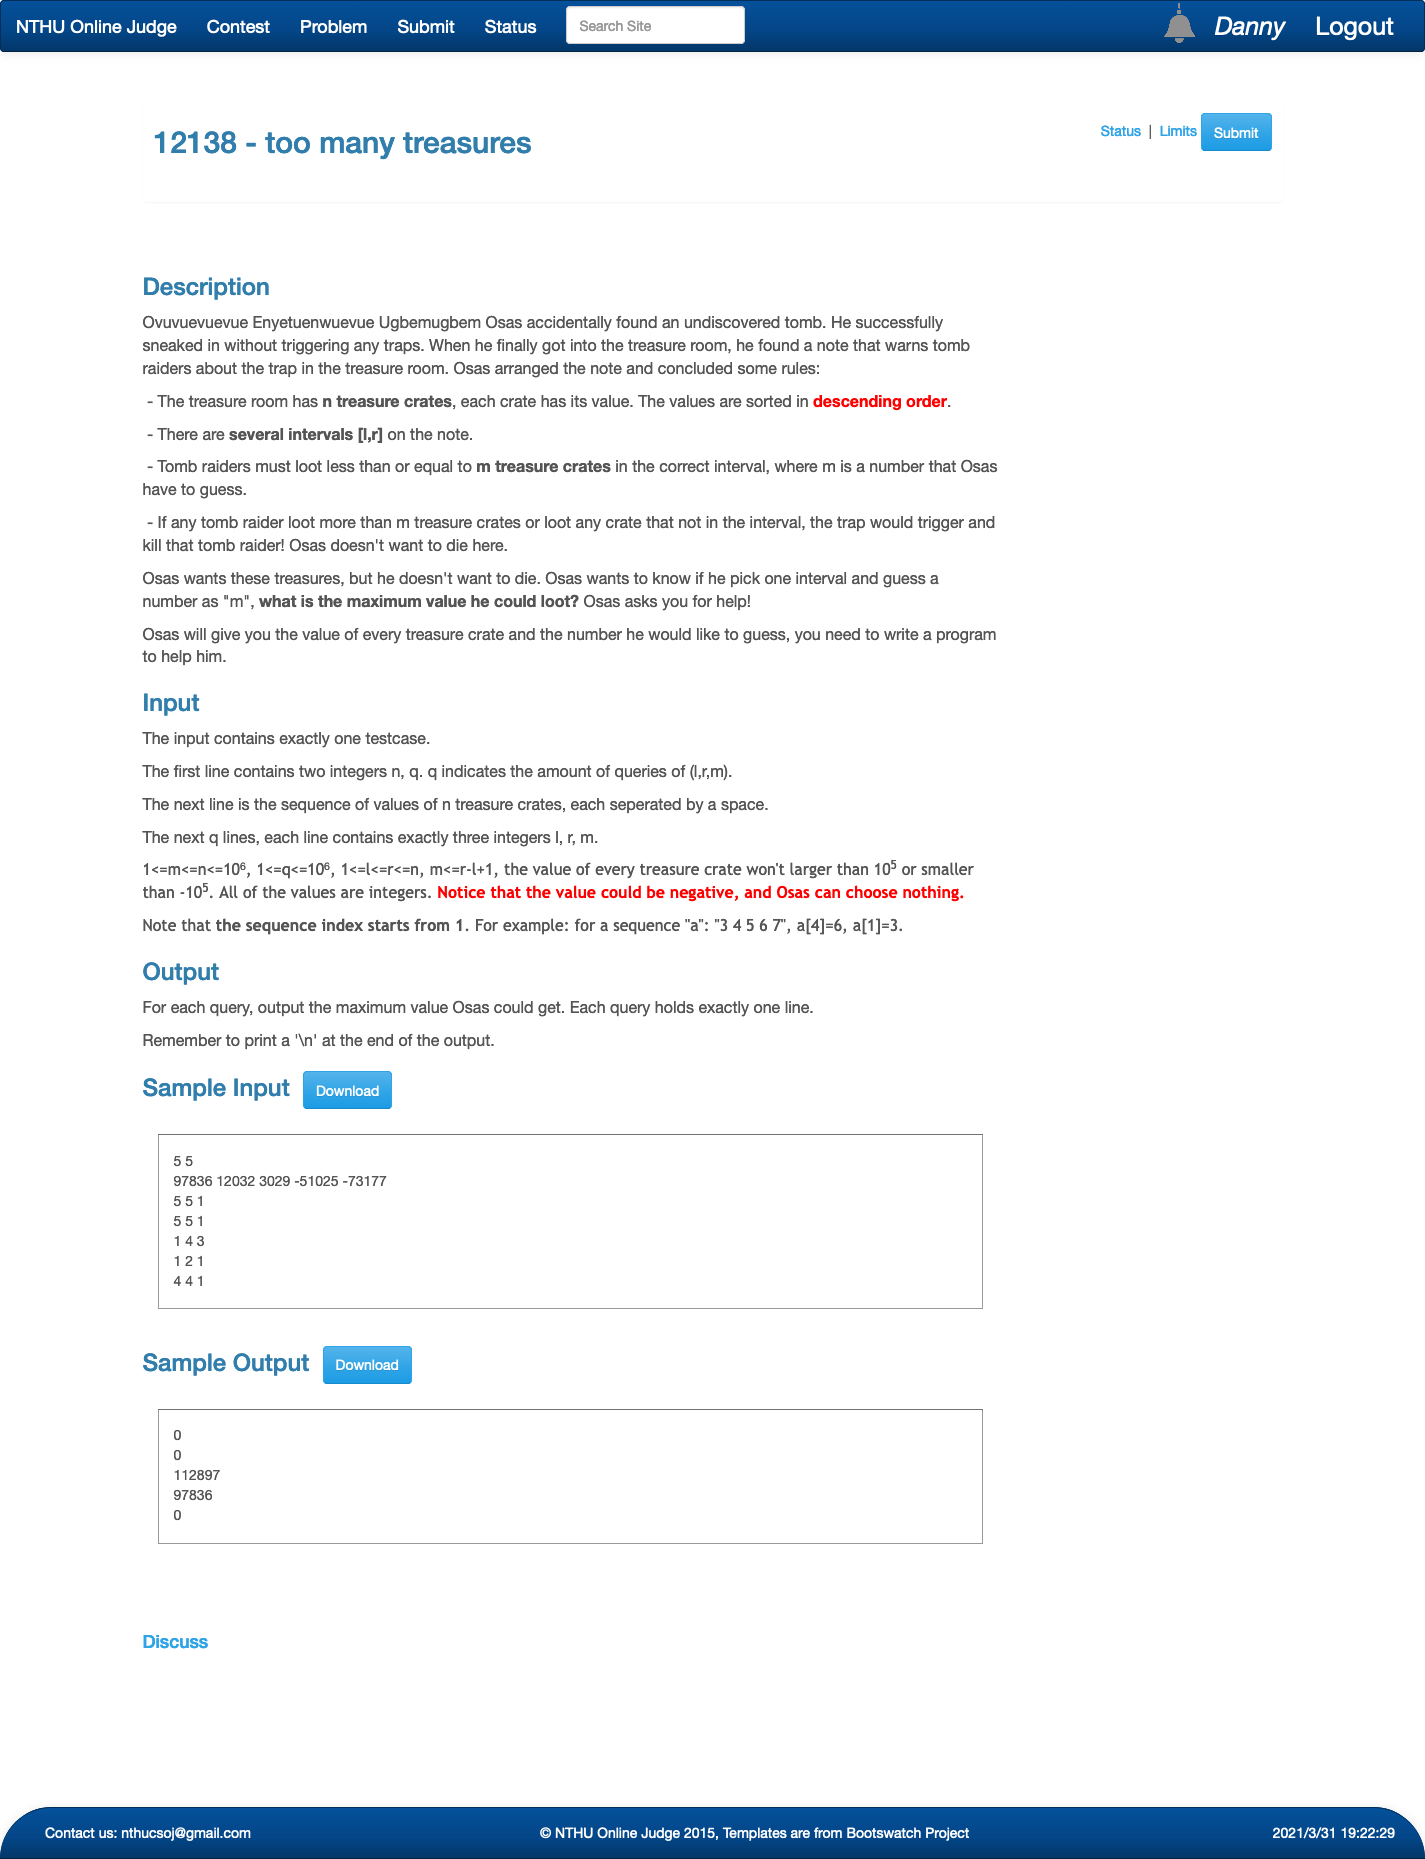 NTHU Online Judge Contest Problem Submit Status Search Site Danny Logout
12138 - too many treasures
Status | Limits Submit
Description
Ovuvuevuevue Enyetuenwuevue Ugbemugbem Osas accidentally found an undiscovered tomb. He successfully
sneaked in without triggering any traps. When he finally got into the treasure room, he found a note that warns tomb
raiders about the trap in the treasure room. Osas arranged the note and concluded some rules:
- The treasure room has n treasure crates, each crate has its value. The values are sorted in descending order.
- There are several intervals [l,r] on the note.
- Tomb raiders must loot less than or equal to m treasure crates in the correct interval, where m is a number that Osas
have to guess.
- If any tomb raider loot more than m treasure crates or loot any crate that not in the interval, the trap would trigger and
kill that tomb raider! Osas doesn't want to die here.
Osas wants these treasures, but he doesn't want to die. Osas wants to know if he pick one interval and guess a
number as "m", what is the maximum value he could loot? Osas asks you for help!
Osas will give you the value of every treasure crate and the number he would like to guess, you need to write a program
to help him.
Input
The input contains exactly one testcase.
The first line contains two integers n, q. q indicates the amount of queries of (l,r,m).
The next line is the sequence of values of n treasure crates, each seperated by a space.
The next q lines, each line contains exactly three integers l, r, m.
1<=m<=n<=10⁶, 1<=q<=10⁶, 1<=l<=r<=n, m<=r-l+1, the value of every treasure crate won't larger than 10⁵ or smaller
than -10⁵. All of the values are integers. Notice that the value could be negative, and Osas can choose nothing.
Note that the sequence index starts from 1. For example: for a sequence "a": "3 4 5 6 7", a[4]=6, a[1]=3.
Output
For each query, output the maximum value Osas could get. Each query holds exactly one line.
Remember to print a '\n' at the end of the output.
Sample Input Download
5 5
97836 12032 3029 -51025 -73177
5 5 1
5 5 1
1 4 3
1 2 1
4 4 1
Sample Output Download
0
0
112897
97836
0
Discuss
Contact us: nthucsoj@gmail.com © NTHU Online Judge 2015, Templates are from Bootswatch Project 2021/3/31 19:22:29